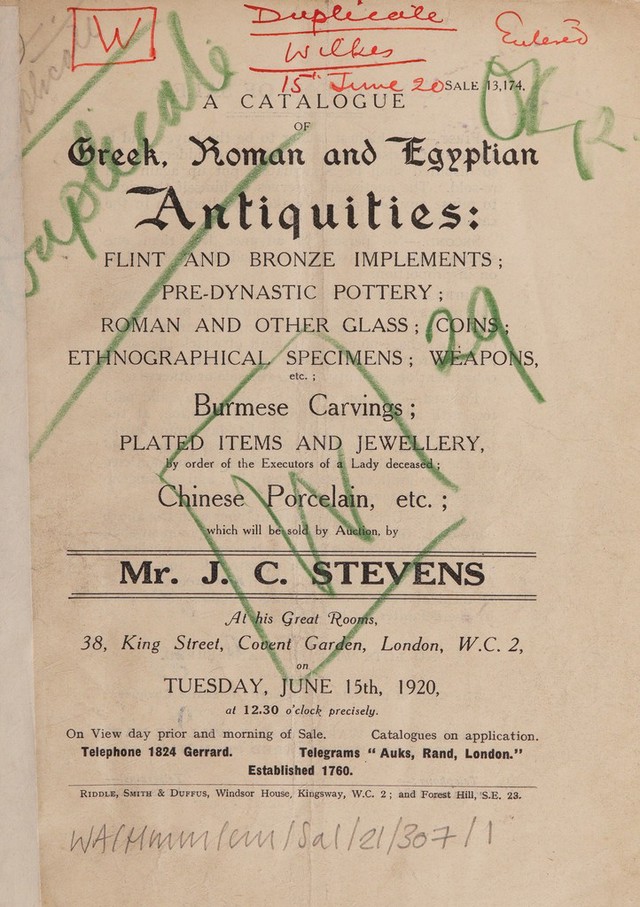 W
Duplicate
Wilkes
15th June 20
Entered
SALE 13,174.
Duplicate
OK
R.
A CATALOGUE
OF
Greek, Roman and Egyptian
Antiquities:
FLINT AND BRONZE IMPLEMENTS;
PRE-DYNASTIC POTTERY;
ROMAN AND OTHER GLASS; COINS;
29
ETHNOGRAPHICAL SPECIMENS; WEAPONS,
etc.;
Burmese Carvings;
PLATED ITEMS AND JEWELLERY,
by order of the Executors of a Lady deceased;
Chinese Porcelain, etc.;
W
which will be sold by Auction, by
Mr. J. C. STEVENS
At his Great Rooms,
38, King Street, Covent Garden, London, W.C. 2,
on
TUESDAY, JUNE 15th, 1920,
at 12.30 o'clock precisely.
On View day prior and morning of Sale. Catalogues on application.
Telephone 1824 Gerrard. Telegrams "Auks, Rand, London."
Established 1760.
RIDDLE, SMITH & DUFFUS, Windsor House, Kingsway, W.C. 2; and Forest Hill, S.E. 23.
WA/Hmm/cm/Sal/21/307/1